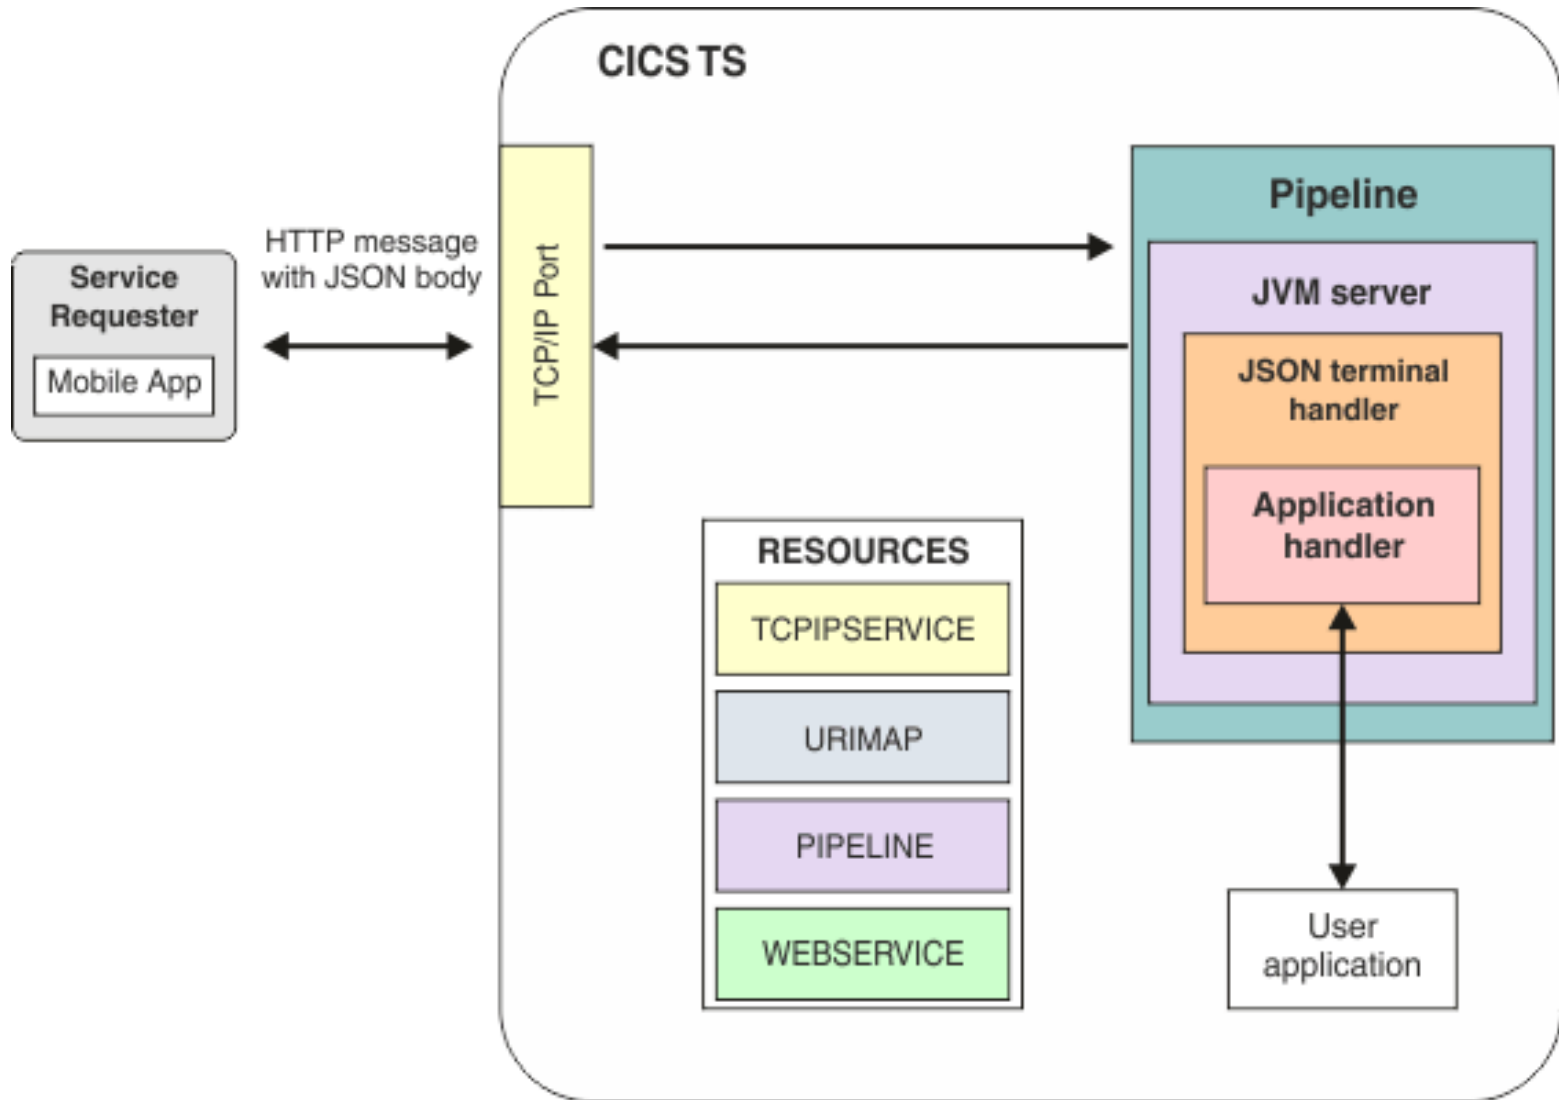 CICS TS
Pipeline
HTTP message
with JSON body
Service
Requester
Mobile App
TCP/IP Port
JVM server
JSON terminal
handler
Application
handler
RESOURCES
TCPIPSERVICE
URIMAP
PIPELINE
WEBSERVICE
User
application